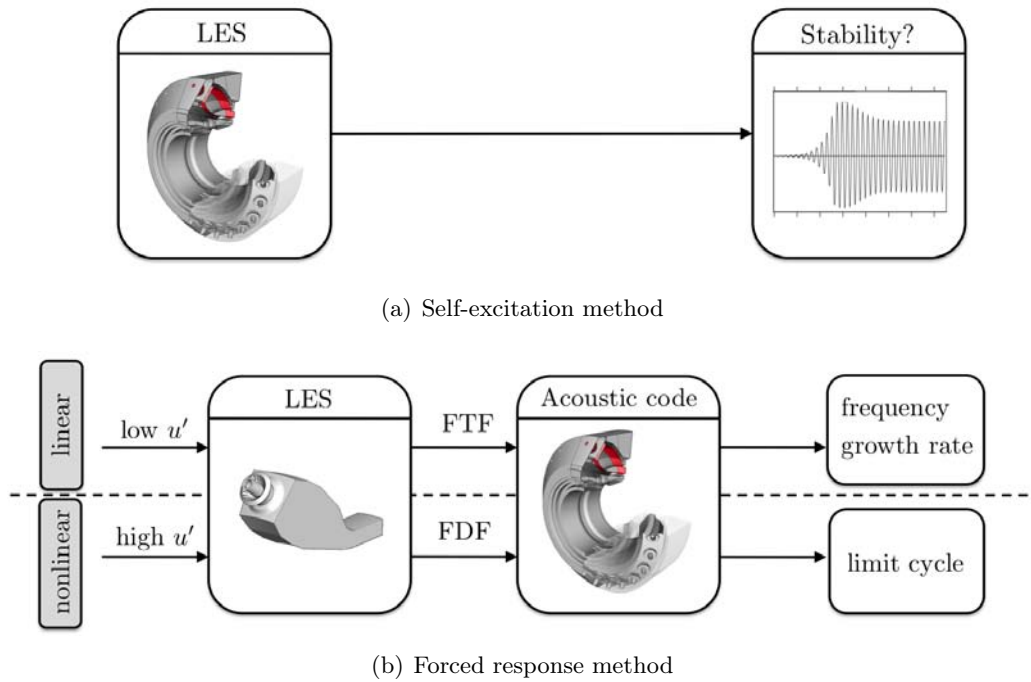 LES
Stability?
(a) Self-excitation method
linear
low u′
LES
FTF
Acoustic code
frequency
growth rate
nonlinear
high u′
FDF
limit cycle
(b) Forced response method